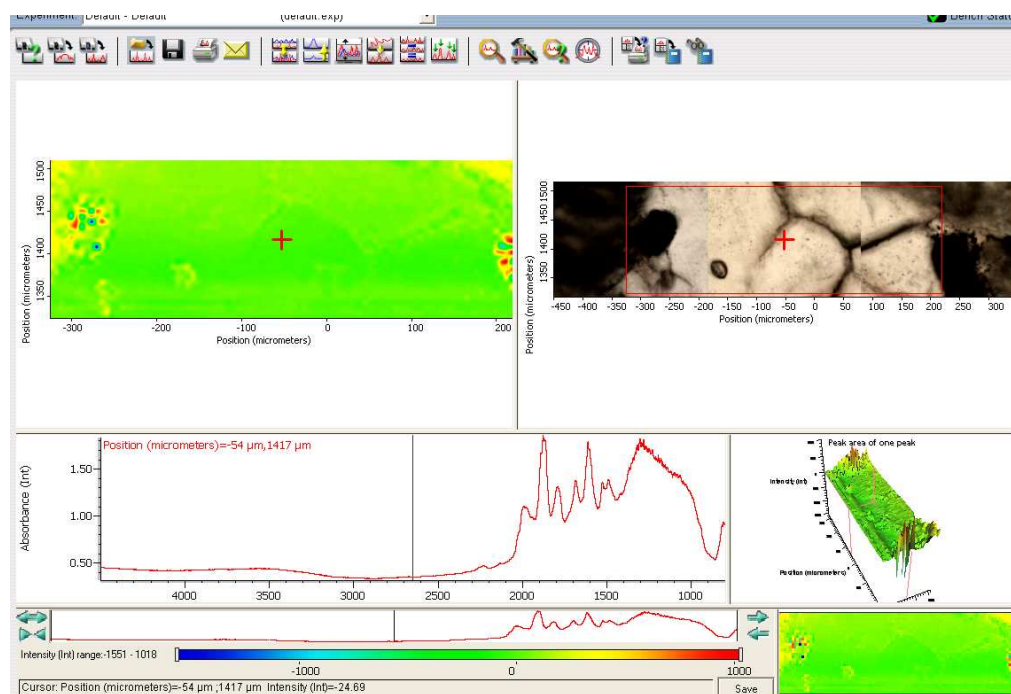 Experiment: Default - Default (default.exp) Bench Stat
1500
1450
1400
1350
Position (micrometers)
-300 -200 -100 0 100 200
Position (micrometers)
1500
1450
1400
1350
Position (micrometers)
-450 -400 -350 -300 -250 -200 -150 -100 -50 0 50 100 150 200 250 300
Position (micrometers)
Position (micrometers)=-54 µm,1417 µm
1.50
1.00
0.50
Absorbance (Int)
4000 3500 3000 2500 2000 1500 1000
Peak area of one peak
Intensity (Int)
Position (micrometers)
Intensity (Int) range:-1551 - 1018
-1000 0 1000
Cursor: Position (micrometers)=-54 µm ;1417 µm Intensity (Int)=-24.69
Save